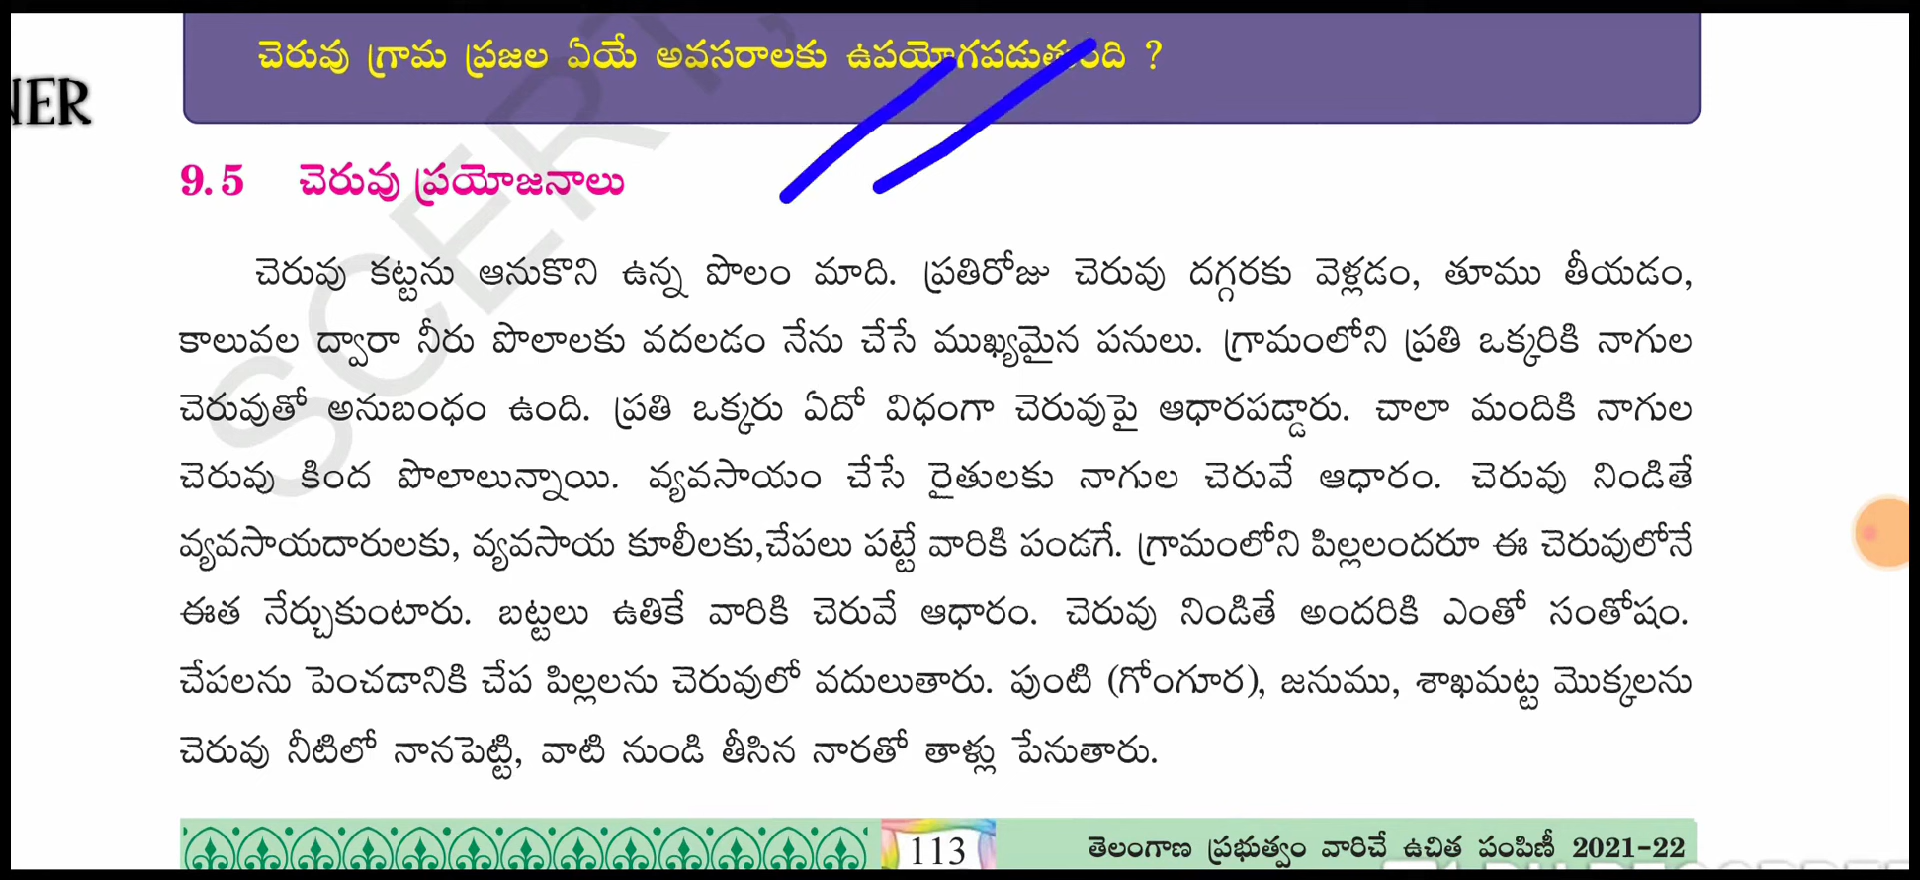 చెరువు గ్రామ ప్రజల ఏయే అవసరాలకు ఉపయోగపడుతుంది ?
NER
9.5 చెరువు ప్రయోజనాలు
చెరువు కట్టను ఆనుకొని ఉన్న పొలం మాది. ప్రతిరోజు చెరువు దగ్గరకు వెళ్లడం, తూము తీయడం,
కాలువల ద్వారా నీరు పొలాలకు వదలడం నేను చేసే ముఖ్యమైన పనులు. గ్రామంలోని ప్రతి ఒక్కరికి నాగుల
చెరువుతో అనుబంధం ఉంది. ప్రతి ఒక్కరు ఏదో విధంగా చెరువుపై ఆధారపడ్డారు. చాలా మందికి నాగుల
చెరువు కింద పొలాలున్నాయి. వ్యవసాయం చేసే రైతులకు నాగుల చెరువే ఆధారం. చెరువు నిండితే
వ్యవసాయదారులకు, వ్యవసాయ కూలీలకు,చేపలు పట్టే వారికి పండగే. గ్రామంలోని పిల్లలందరూ ఈ చెరువులోనే
ఈత నేర్చుకుంటారు. బట్టలు ఉతికే వారికి చెరువే ఆధారం. చెరువు నిండితే అందరికి ఎంతో సంతోషం.
చేపలను పెంచడానికి చేప పిల్లలను చెరువులో వదులుతారు. పుంటి (గోంగూర), జనుము, శాఖమట్ట మొక్కలను
చెరువు నీటిలో నానపెట్టి, వాటి నుండి తీసిన నారతో తాళ్లు పేనుతారు.
113 తెలంగాణ ప్రభుత్వం వారిచే ఉచిత పంపిణీ 2021-22
SCERT,